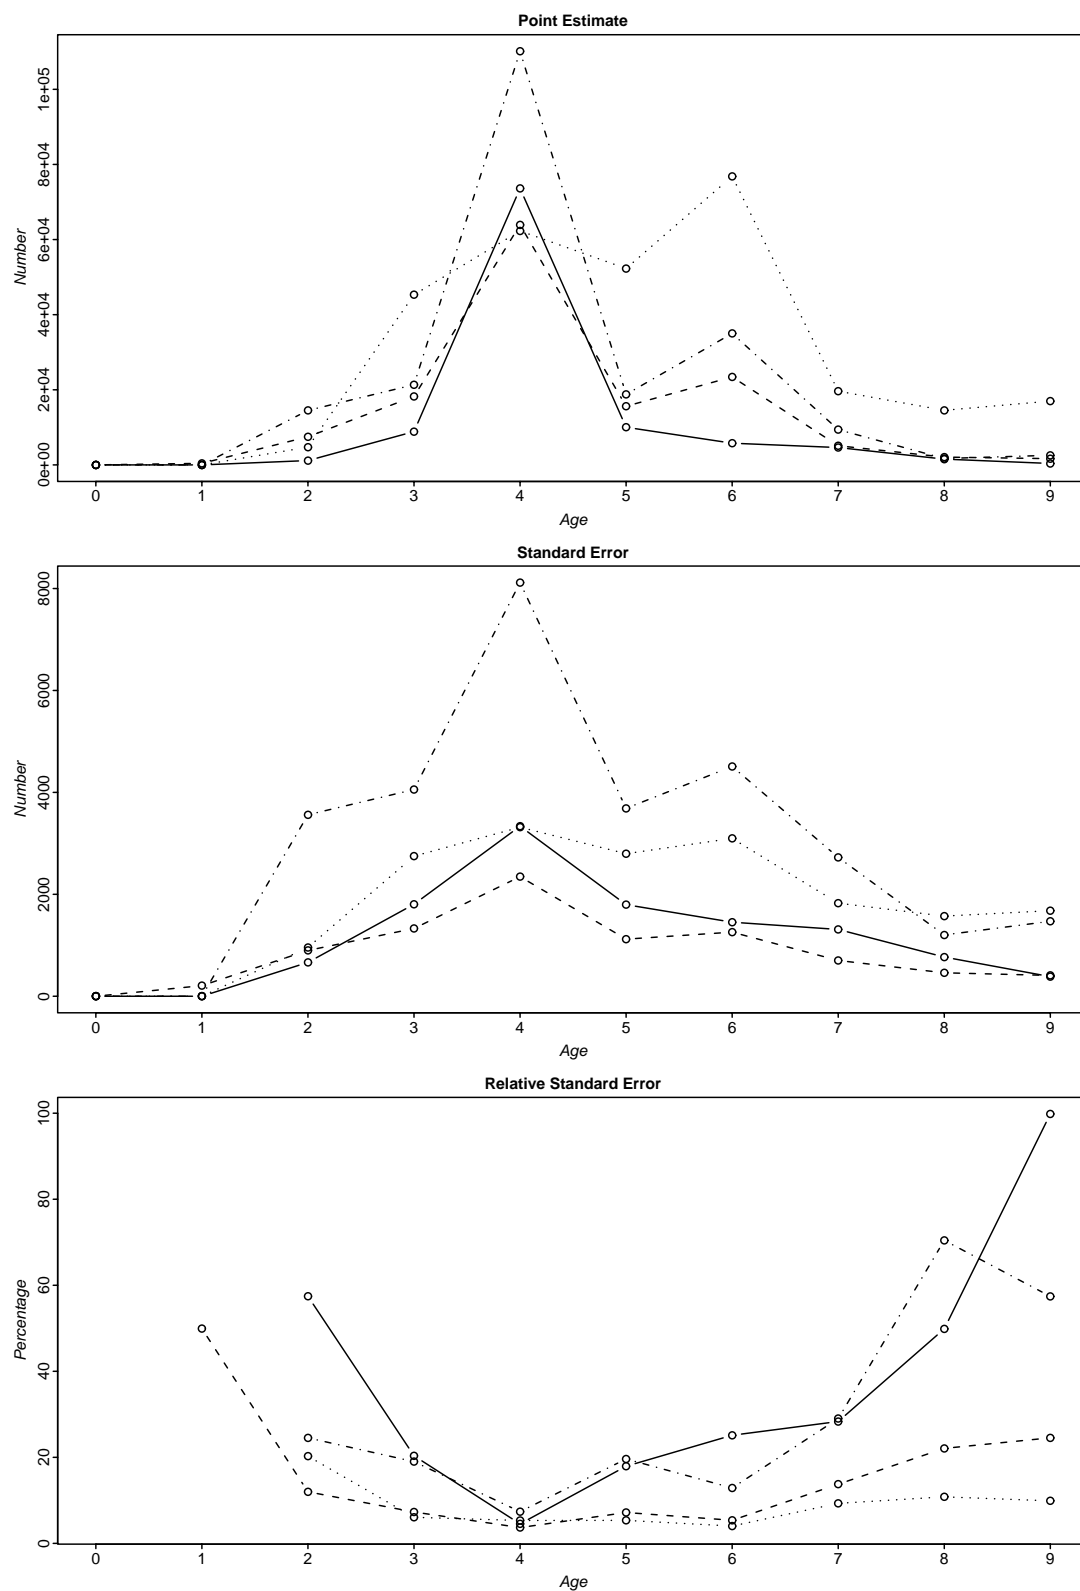 Point Estimate
1e+05
8e+04
6e+04
4e+04
2e+04
0e+00
Number
0 1 2 3 4 5 6 7 8 9
Age
Standard Error
8000
6000
4000
2000
0
Number
0 1 2 3 4 5 6 7 8 9
Age
Relative Standard Error
100
80
60
40
20
0
Percentage
0 1 2 3 4 5 6 7 8 9
Age